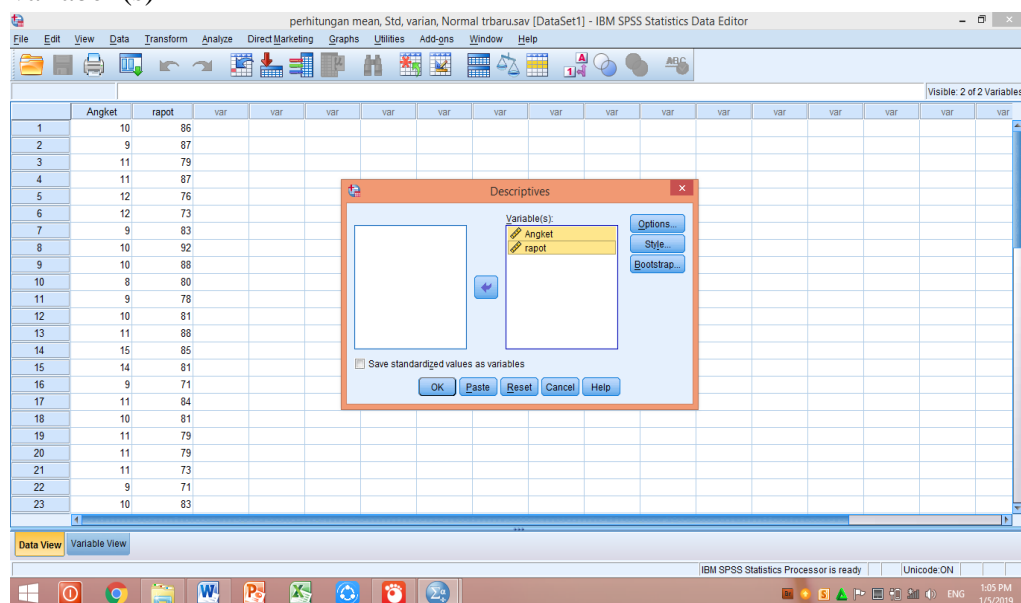 perhitungan mean, Std, varian, Normal trbaru.sav [DataSet1] - IBM SPSS Statistics Data Editor
File Edit View Data Transform Analyze Direct Marketing Graphs Utilities Add-ons Window Help
Visible: 2 of 2 Variables
Angket rapot var var var var var var var var var var var var var
1 10 86
2 9 87
3 11 79
4 11 87
5 12 76
6 12 73
7 9 83
8 10 92
9 10 88
10 8 80
11 9 78
12 10 81
13 11 88
14 15 85
15 14 81
16 9 71
17 11 84
18 10 81
19 11 79
20 11 79
21 11 73
22 9 71
23 10 83
Descriptives
Variable(s):
Angket
rapot
Options...
Style...
Bootstrap...
Save standardized values as variables
OK Paste Reset Cancel Help
Data View Variable View
IBM SPSS Statistics Processor is ready Unicode:ON
ENG 1:05 PM
1/5/2019